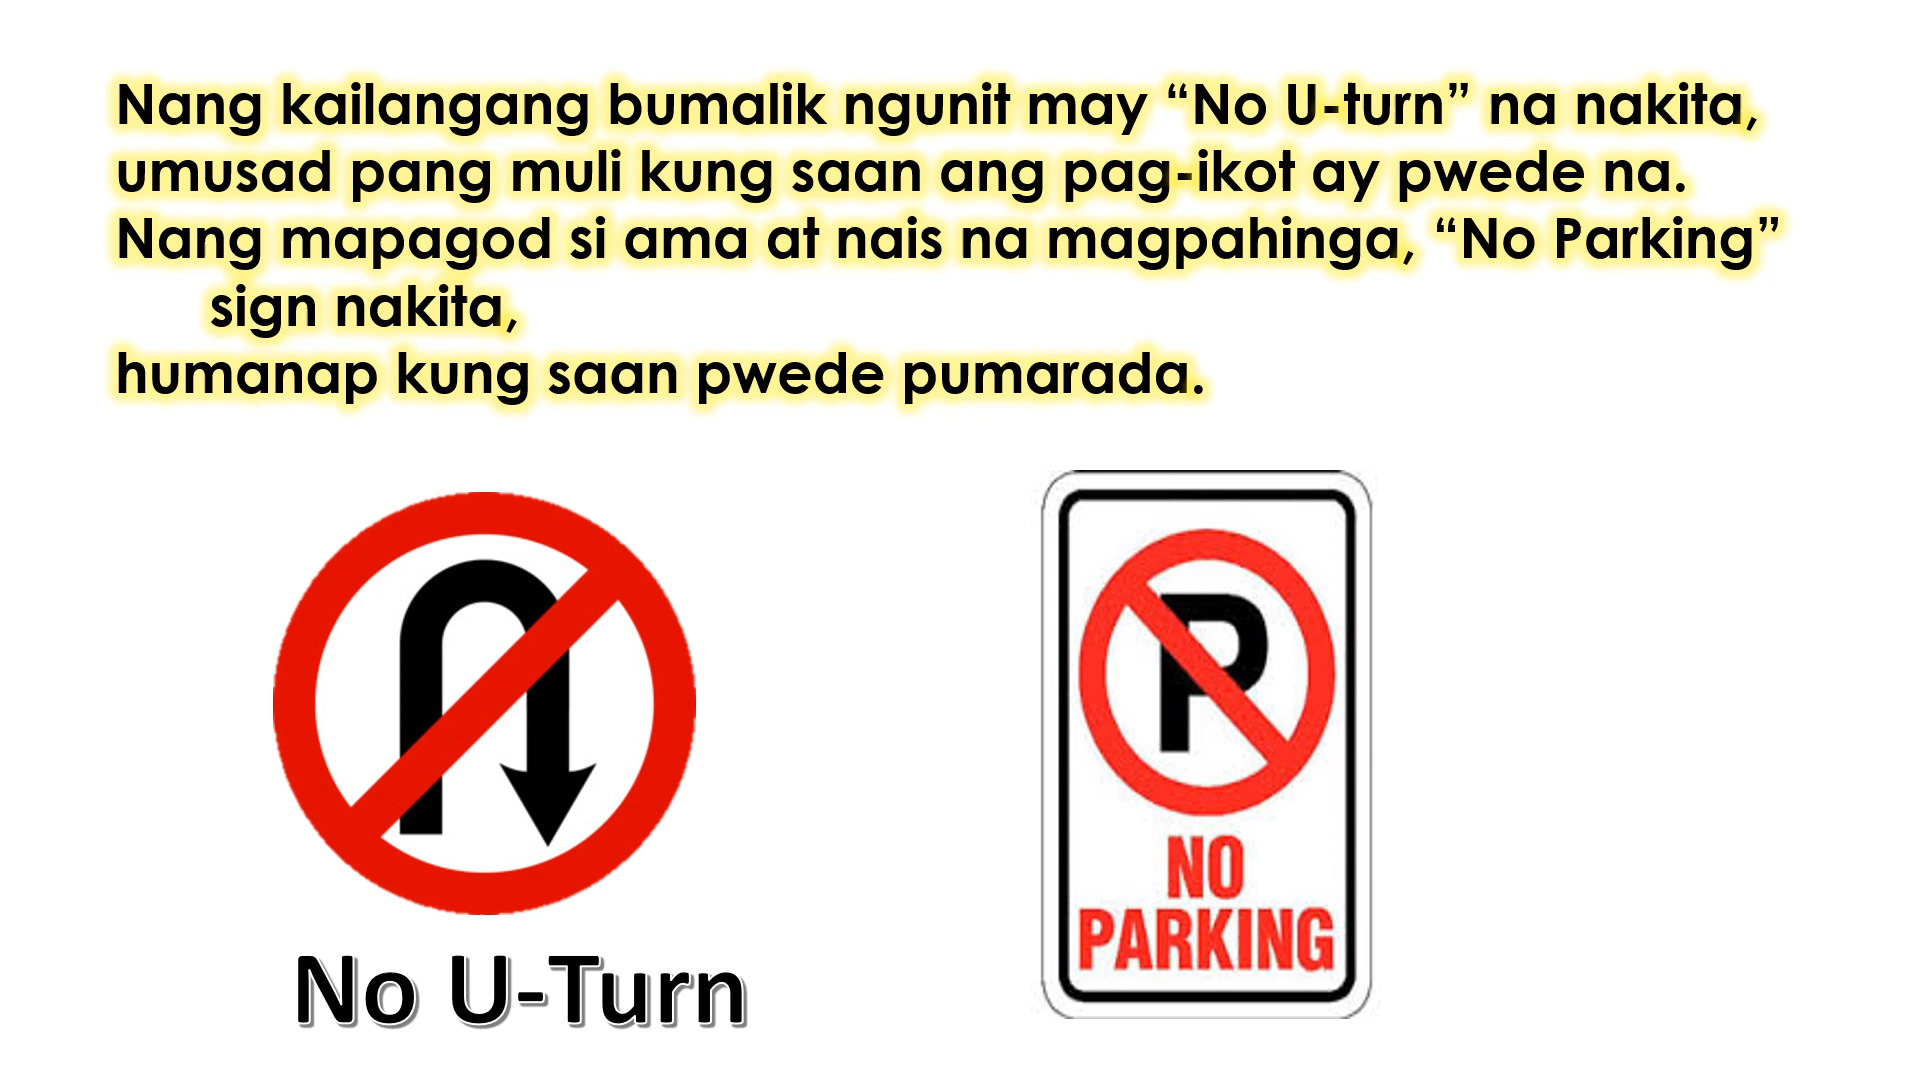 Nang kailangang bumalik ngunit may “No U-turn” na nakita,
umusad pang muli kung saan ang pag-ikot ay pwede na.
Nang mapagod si ama at nais na magpahinga, “No Parking”
sign nakita,
humanap kung saan pwede pumarada.
P
NO
PARKING
No U-Turn